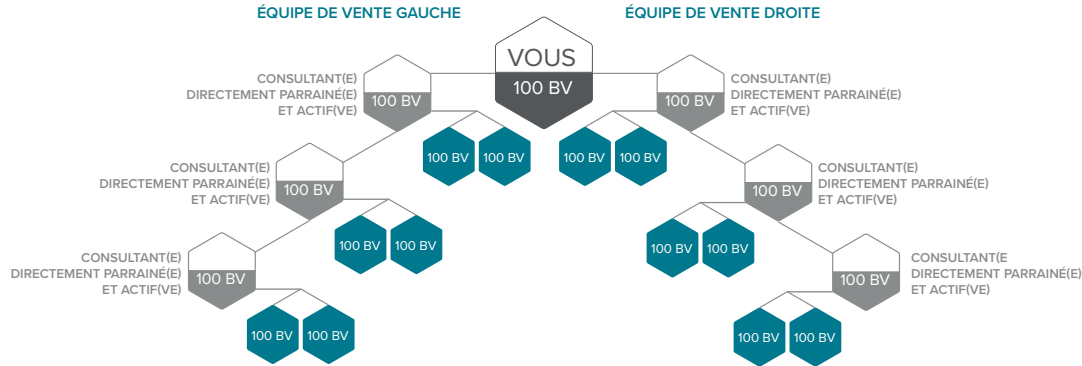 ÉQUIPE DE VENTE GAUCHE
ÉQUIPE DE VENTE DROITE
VOUS
100 BV
CONSULTANT(E)
DIRECTEMENT PARRAINÉ(E)
ET ACTIF(VE)
100 BV
100 BV
CONSULTANT(E)
DIRECTEMENT PARRAINÉ(E)
ET ACTIF(VE)
100 BV
100 BV
100 BV
100 BV
CONSULTANT(E)
DIRECTEMENT PARRAINÉ(E)
ET ACTIF(VE)
100 BV
100 BV
CONSULTANT(E)
DIRECTEMENT PARRAINÉ(E)
ET ACTIF(VE)
100 BV
100 BV
100 BV
100 BV
CONSULTANT(E)
DIRECTEMENT PARRAINÉ(E)
ET ACTIF(VE)
100 BV
100 BV
CONSULTANT(E
DIRECTEMENT PARRAINÉ(E)
ET ACTIF(VE)
100 BV
100 BV
100 BV
100 BV